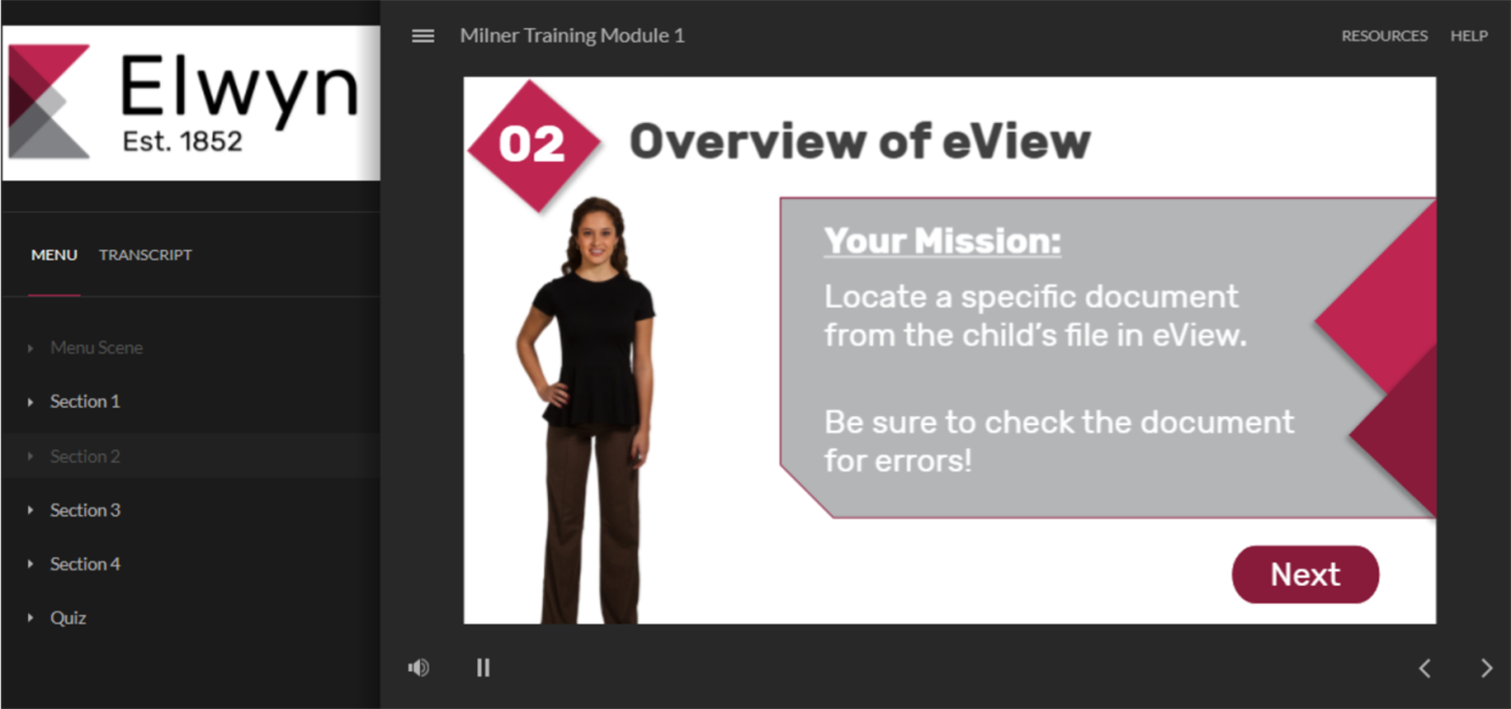 Elwyn
Est. 1852
MENU TRANSCRIPT
Menu Scene
Section 1
Section 2
Section 3
Section 4
Quiz
Milner Training Module 1
RESOURCES HELP
02 Overview of eView
Your Mission:
Locate a specific document
from the child's file in eView.
Be sure to check the document
for errors!
Next